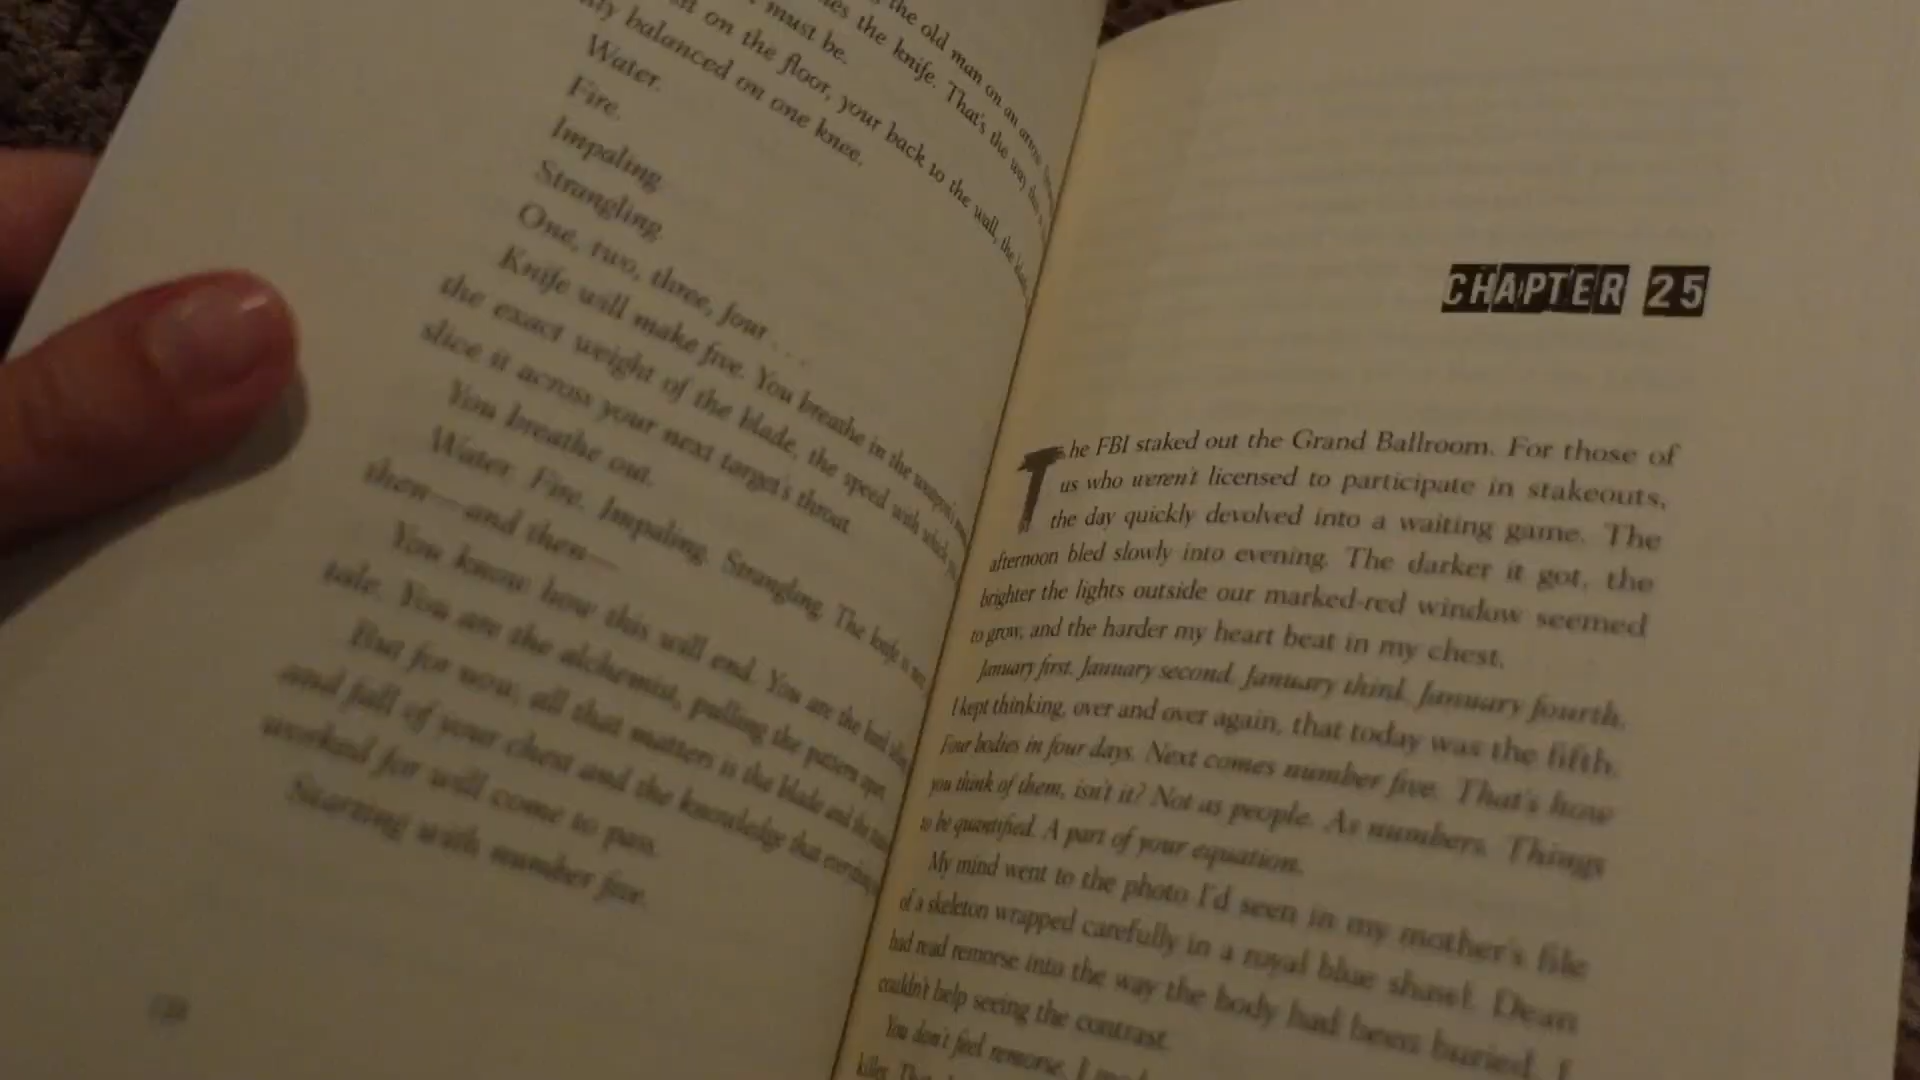 the old man on an arrow.
the knife. That's the way this
must be.
on the floor, your back to the wall, the
balanced on one knee.
Water.
Fire.
Impaling.
Strangling.
One, two, three, four . . .
Knife will make five. You breathe in the weapon's
the exact weight of the blade, the speed with which you
slice it across your next target's throat.
You breathe out.
Water. Fire. Impaling. Strangling. The knife is next,
then—and then—
You know how this will end. You are the
tale. You are the alchemist, pulling the pattern
But for now, all that matters is the blade and the
and fall of your chest and the knowledge that everything
worked for will come to pass.
Starting with number five.
CHAPTER 25
The FBI staked out the Grand Ballroom. For those of
us who weren't licensed to participate in stakeouts,
the day quickly devolved into a waiting game. The
afternoon bled slowly into evening. The darker it got, the
brighter the lights outside our marked-red window seemed
to grow, and the harder my heart beat in my chest.
January first. January second. January third. January fourth.
I kept thinking, over and over again, that today was the fifth.
Four bodies in four days. Next comes number five. That's how
you think of them, isn't it? Not as people. As numbers. Things
to be quantified. A part of your equation.
My mind went to the photo I'd seen in my mother's file
of a skeleton wrapped carefully in a royal blue shawl. Dean
had read remorse into the way the body had been buried. I
couldn't help seeing the contrast.
You don't feel remorse. I
killer.